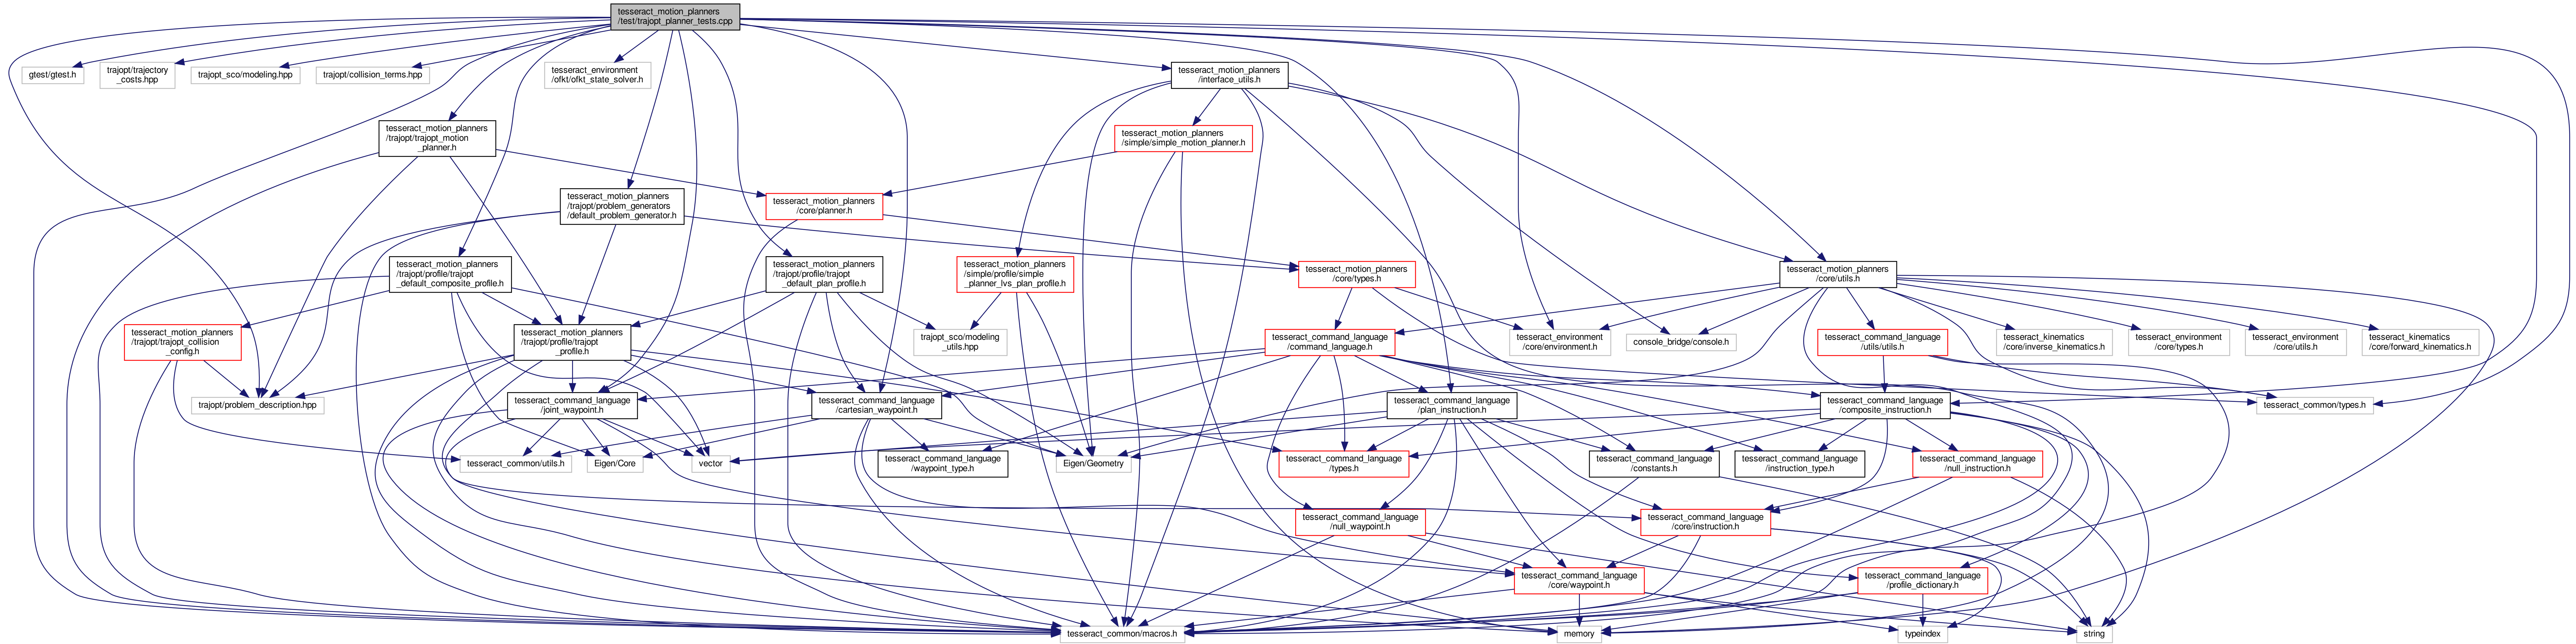 tesseract_motion_planners
/test/trajopt_planner_tests.cpp
gtest/gtest.h
trajopt/trajectory
_costs.hpp
trajopt_sco/modeling.hpp
trajopt/collision_terms.hpp
tesseract_environment
/ofkt/ofkt_state_solver.h
tesseract_motion_planners
/interface_utils.h
tesseract_motion_planners
/trajopt/trajopt_motion
_planner.h
tesseract_motion_planners
/simple/simple_motion_planner.h
tesseract_motion_planners
/trajopt/problem_generators
/default_problem_generator.h
tesseract_motion_planners
/core/planner.h
tesseract_motion_planners
/trajopt/profile/trajopt
_default_composite_profile.h
tesseract_motion_planners
/trajopt/profile/trajopt
_default_plan_profile.h
tesseract_motion_planners
/simple/profile/simple
_planner_lvs_plan_profile.h
tesseract_motion_planners
/core/types.h
tesseract_motion_planners
/core/utils.h
tesseract_motion_planners
/trajopt/trajopt_collision
_config.h
tesseract_motion_planners
/trajopt/profile/trajopt
_profile.h
trajopt_sco/modeling
_utils.hpp
tesseract_command_language
/command_language.h
tesseract_environment
/core/environment.h
console_bridge/console.h
tesseract_command_language
/utils/utils.h
tesseract_kinematics
/core/inverse_kinematics.h
tesseract_environment
/core/types.h
tesseract_environment
/core/utils.h
tesseract_kinematics
/core/forward_kinematics.h
trajopt/problem_description.hpp
tesseract_command_language
/joint_waypoint.h
tesseract_command_language
/cartesian_waypoint.h
tesseract_command_language
/plan_instruction.h
tesseract_command_language
/composite_instruction.h
tesseract_common/types.h
tesseract_common/utils.h
Eigen/Core
vector
tesseract_command_language
/waypoint_type.h
Eigen/Geometry
tesseract_command_language
/types.h
tesseract_command_language
/constants.h
tesseract_command_language
/instruction_type.h
tesseract_command_language
/null_instruction.h
tesseract_command_language
/null_waypoint.h
tesseract_command_language
/core/instruction.h
tesseract_command_language
/core/waypoint.h
tesseract_command_language
/profile_dictionary.h
tesseract_common/macros.h
memory
typeindex
string